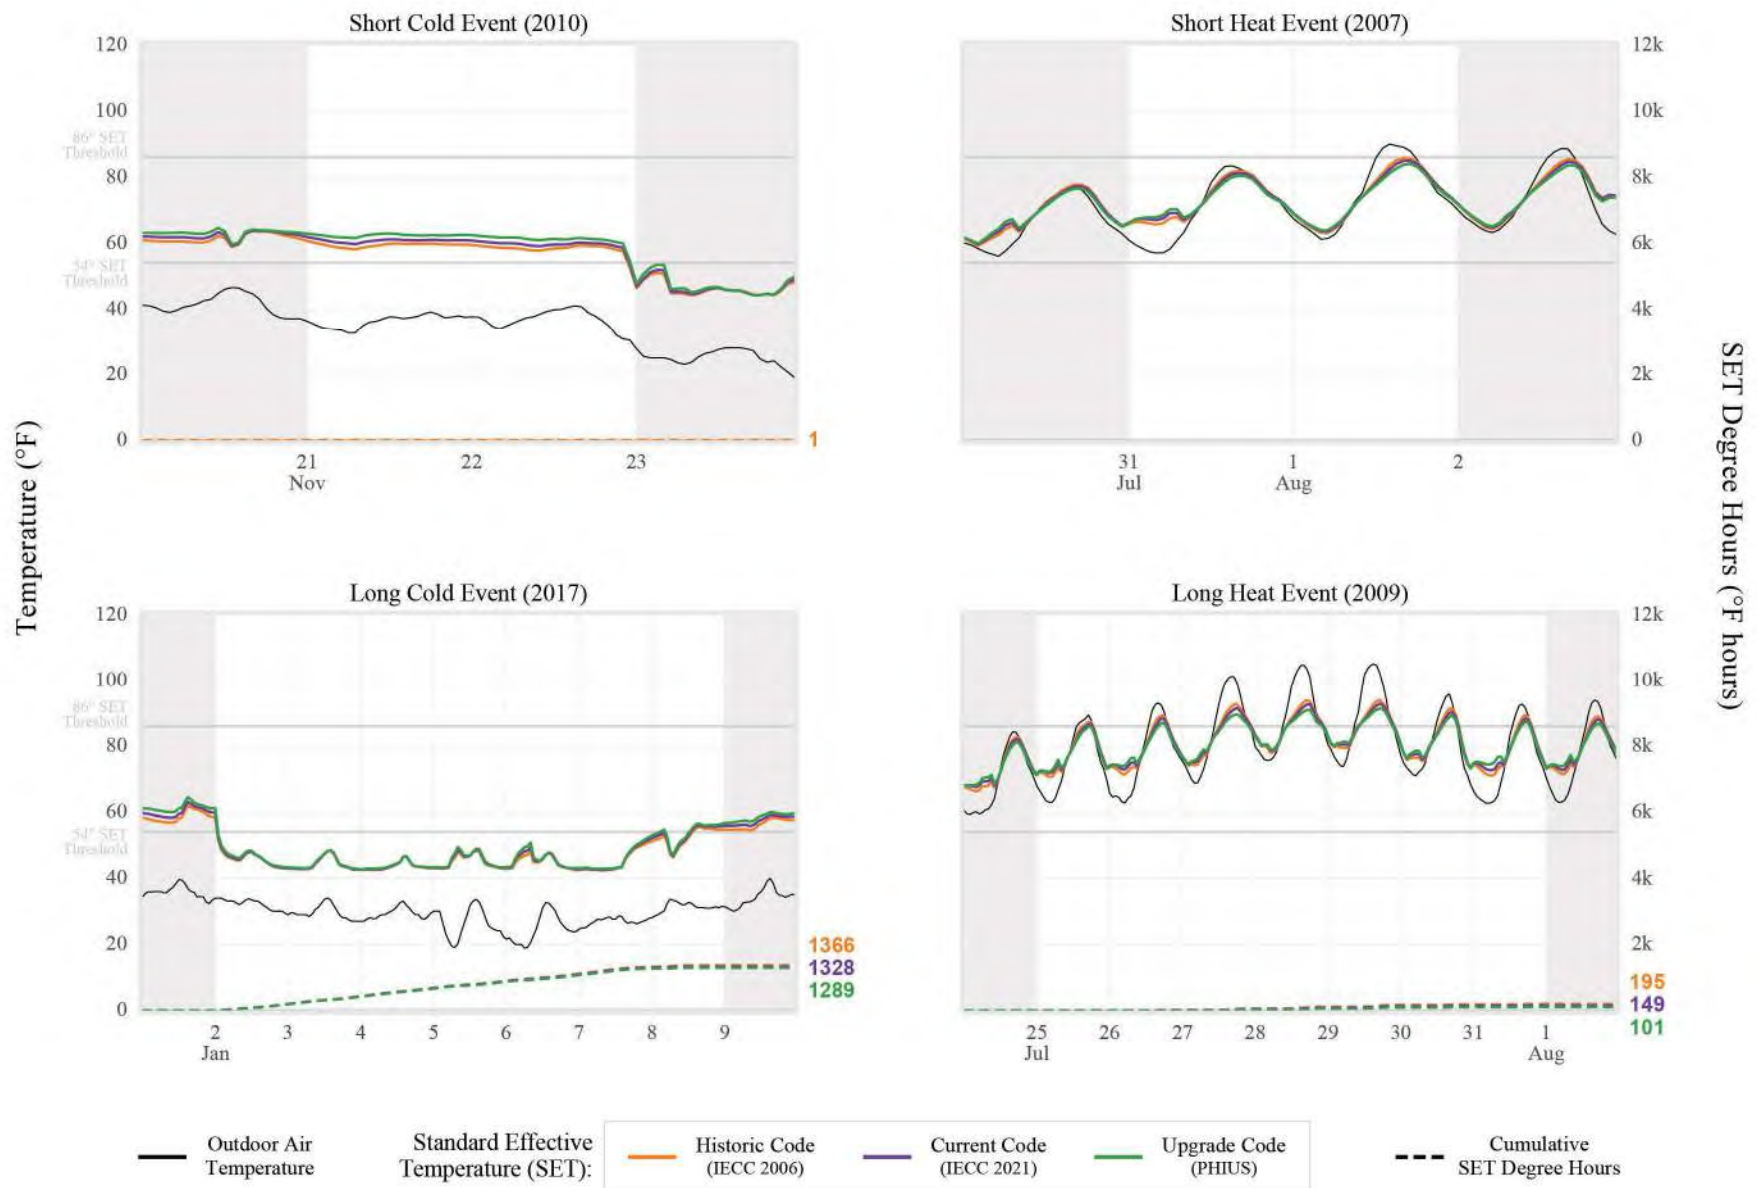 Short Cold Event (2010)
120
100
86° SET
Threshold
80
60
54° SET
Threshold
40
20
0
1
21
22
23
Nov
Short Heat Event (2007)
12k
10k
8k
6k
4k
2k
0
31
1
2
Jul
Aug
Temperature (°F)
SET Degree Hours (°F hours)
Long Cold Event (2017)
120
100
86° SET
Threshold
80
60
54° SET
Threshold
40
20
0
1366
1328
1289
2
3
4
5
6
7
8
9
Jan
Long Heat Event (2009)
12k
10k
8k
6k
4k
2k
195
149
101
25
26
27
28
29
30
31
1
Jul
Aug
Outdoor Air
Temperature
Standard Effective
Temperature (SET):
Historic Code
(IECC 2006)
Current Code
(IECC 2021)
Upgrade Code
(PHIUS)
Cumulative
SET Degree Hours